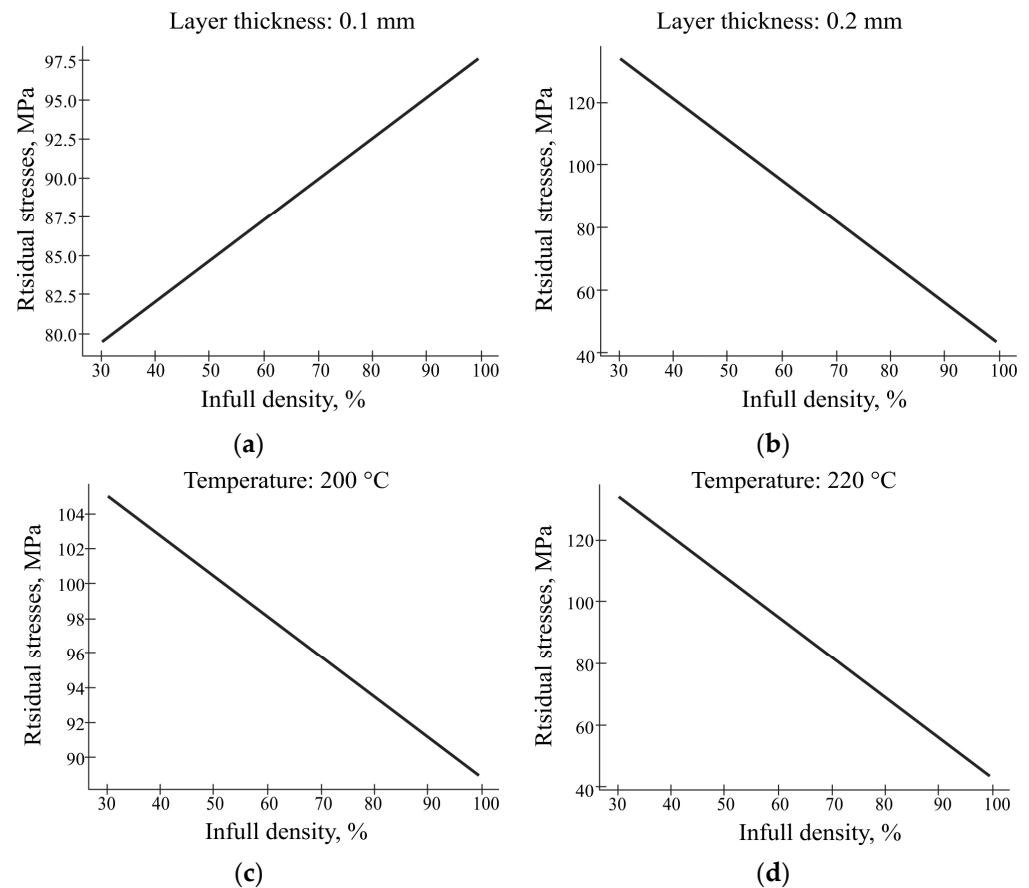 Layer thickness: 0.1 mm
Rtsidual stresses, MPa
97.5
95.0
92.5
90.0
87.5
85.0
82.5
80.0
30 40 50 60 70 80 90 100
Infull density, %
(a)
Layer thickness: 0.2 mm
Rtsidual stresses, MPa
120
100
80
60
40
30 40 50 60 70 80 90 100
Infull density, %
(b)
Temperature: 200 °C
Rtsidual stresses, MPa
104
102
100
98
96
94
92
90
30 40 50 60 70 80 90 100
Infull density, %
(c)
Temperature: 220 °C
Rtsidual stresses, MPa
120
100
80
60
40
30 40 50 60 70 80 90 100
Infull density, %
(d)